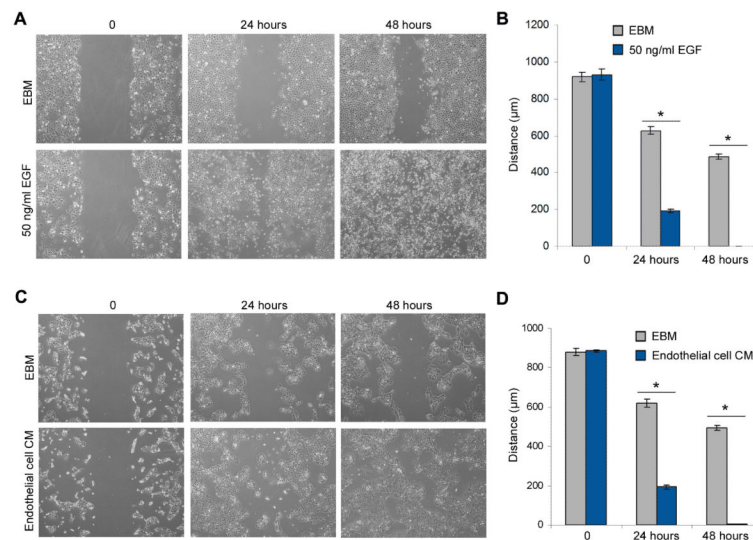 A
0
24 hours
48 hours
EBM
50 ng/ml EGF
B
EBM
50 ng/ml EGF
Distance (µm)
1200
1000
800
600
400
200
0
*
*
0
24 hours
48 hours
C
0
24 hours
48 hours
EBM
Endothelial cell CM
D
EBM
Endothelial cell CM
Distance (µm)
1000
800
600
400
200
0
*
*
0
24 hours
48 hours